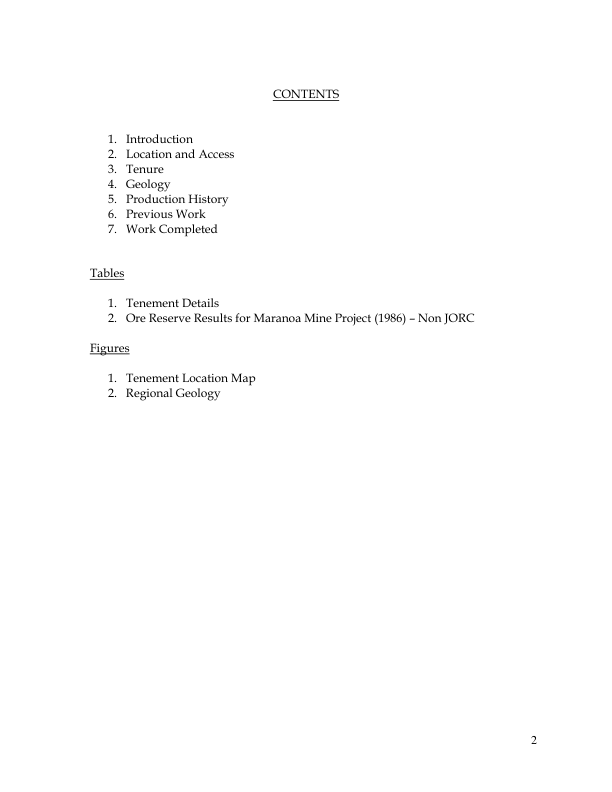 CONTENTS
1. Introduction
2. Location and Access
3. Tenure
4. Geology
5. Production History
6. Previous Work
7. Work Completed
Tables
1. Tenement Details
2. Ore Reserve Results for Maranoa Mine Project (1986) – Non JORC
Figures
1. Tenement Location Map
2. Regional Geology
2